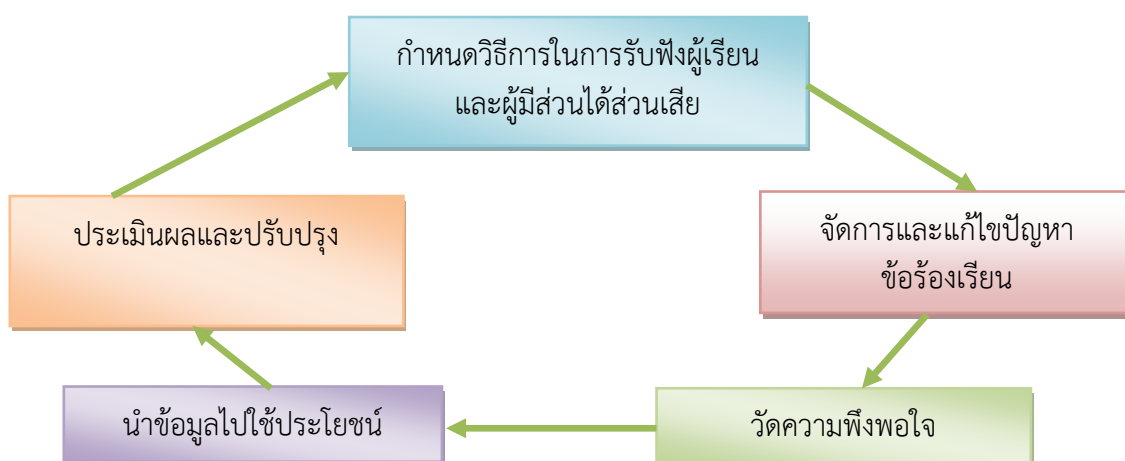 กำหนดวิธีการในการรับฟังผู้เรียน
และผู้มีส่วนได้ส่วนเสีย
จัดการและแก้ไขปัญหา
ข้อร้องเรียน
วัดความพึงพอใจ
นำข้อมูลไปใช้ประโยชน์
ประเมินผลและปรับปรุง